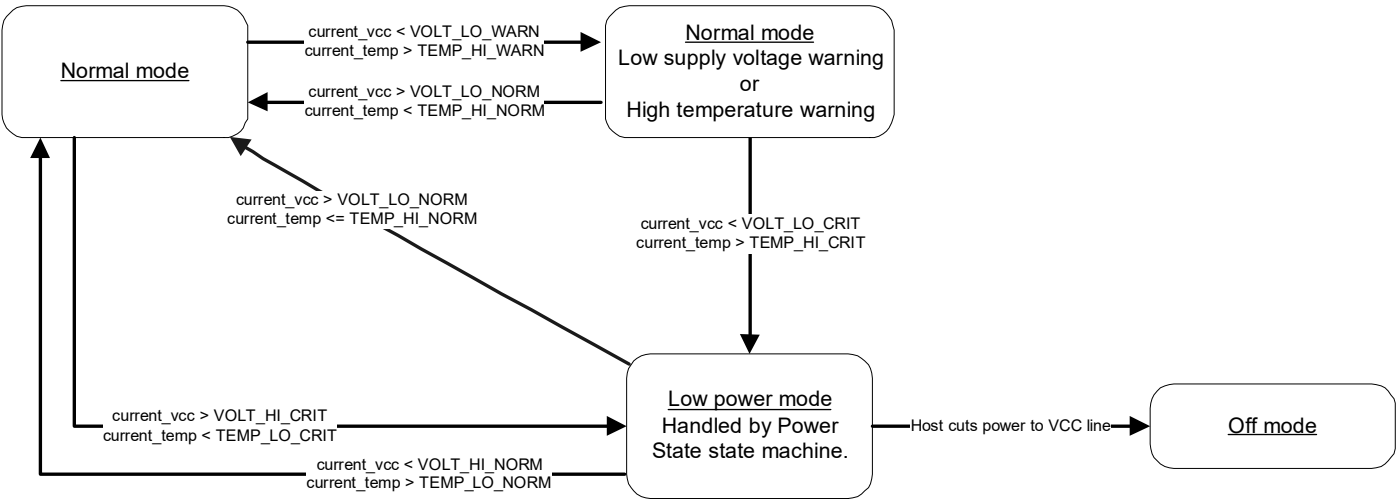 current_vcc < VOLT_LO_WARN
current_temp > TEMP_HI_WARN
Normal mode
Normal mode
Low supply voltage warning
or
High temperature warning
current_vcc > VOLT_LO_NORM
current_temp < TEMP_HI_NORM
current_vcc > VOLT_LO_NORM
current_temp <= TEMP_HI_NORM
current_vcc < VOLT_LO_CRIT
current_temp > TEMP_HI_CRIT
current_vcc > VOLT_HI_CRIT
current_temp < TEMP_LO_CRIT
Low power mode
Handled by Power
State state machine.
Host cuts power to VCC line
Off mode
current_vcc < VOLT_HI_NORM
current_temp > TEMP_LO_NORM